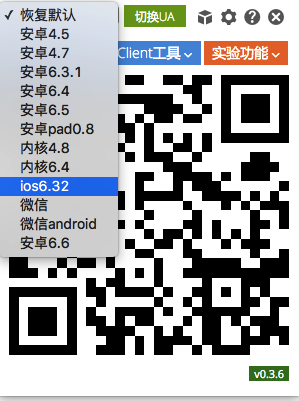 ✓ 恢复默认
安卓4.5
安卓4.7
安卓6.3.1
安卓6.4
安卓6.5
安卓pad0.8
内核4.8
内核6.4
ios6.32
微信
微信android
安卓6.6
切换UA
Client工具
实验功能
v0.3.6